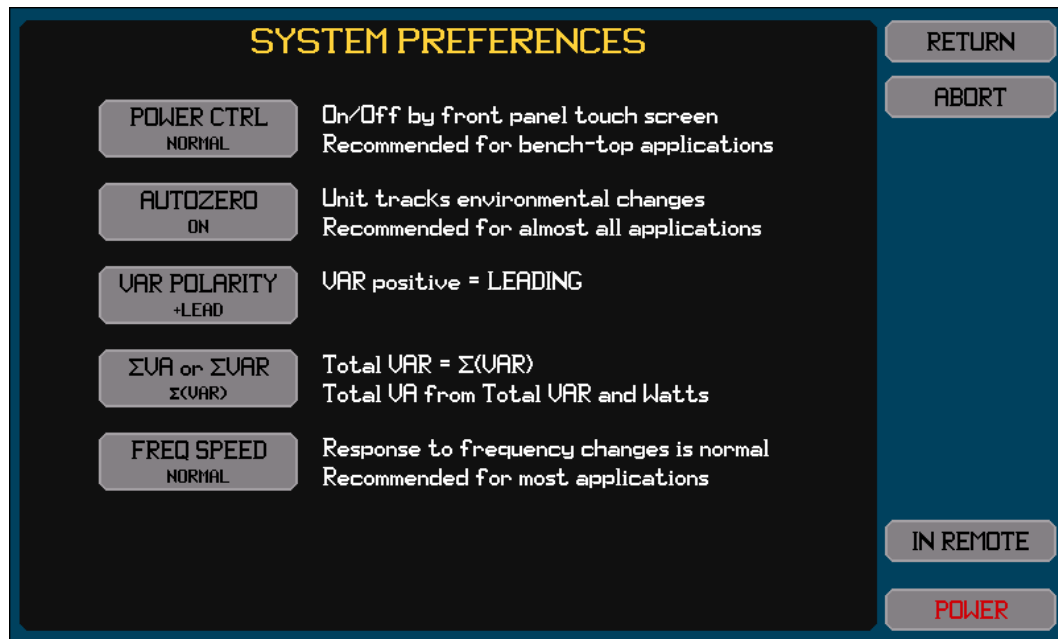 SYSTEM PREFERENCES
RETURN
ABORT
POWER CTRL
NORMAL
On/Off by front panel touch screen
Recommended for bench-top applications
AUTOZERO
ON
Unit tracks environmental changes
Recommended for almost all applications
VAR POLARITY
+LEAD
VAR positive = LEADING
ΣVA or ΣVAR
Σ(VAR)
Total VAR = Σ(VAR)
Total VA from Total VAR and Watts
FREQ SPEED
NORMAL
Response to frequency changes is normal
Recommended for most applications
IN REMOTE
POWER